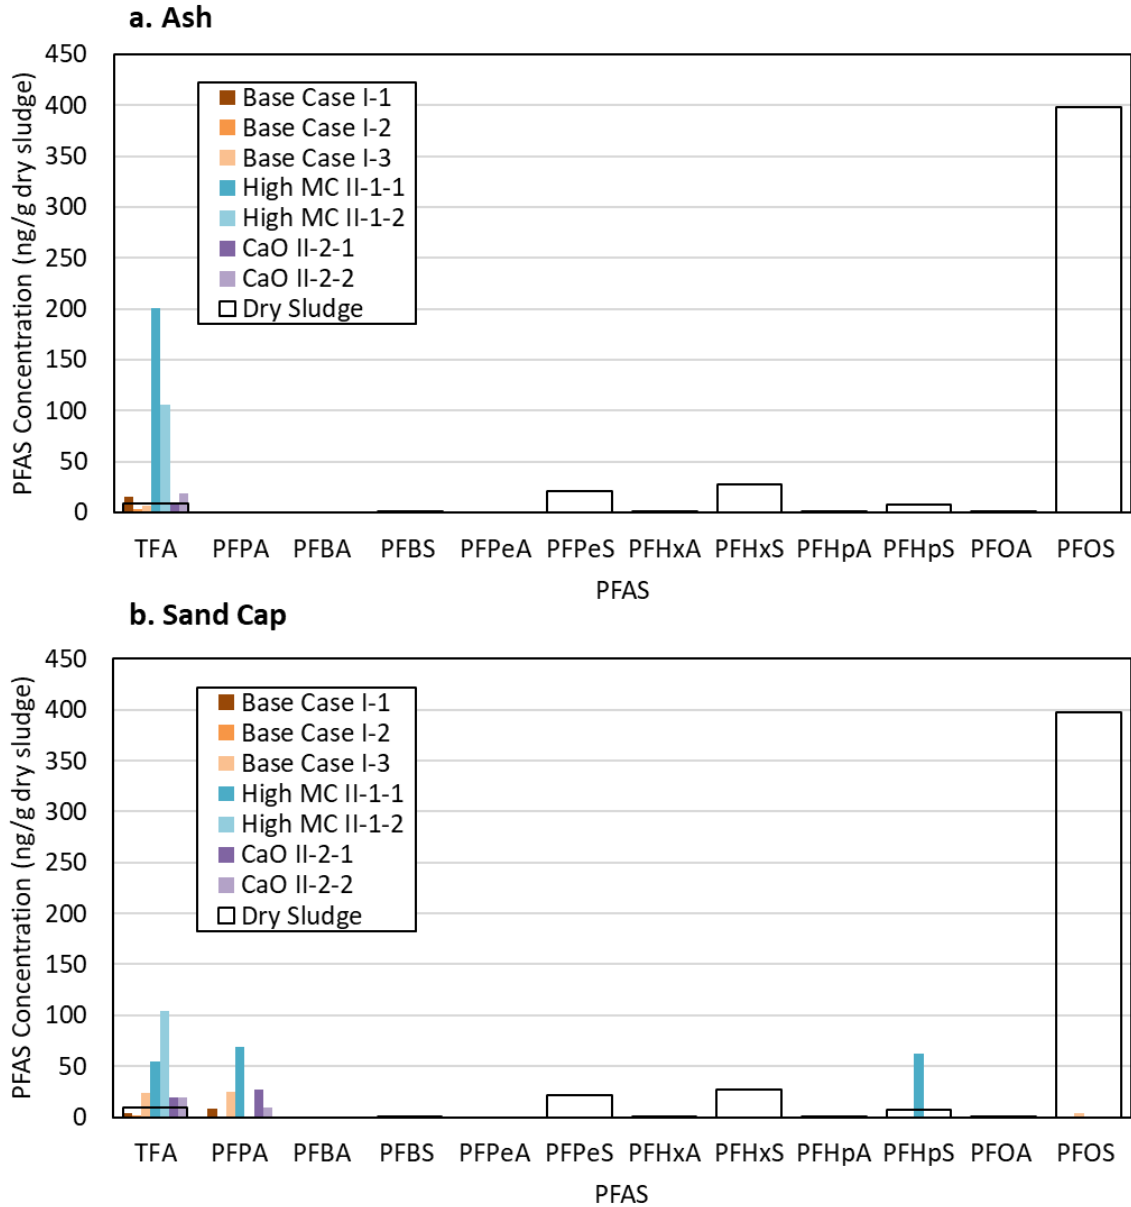 a. Ash
PFAS Concentration (ng/g dry sludge)
450
400
350
300
250
200
150
100
50
0
Base Case I-1
Base Case I-2
Base Case I-3
High MC II-1-1
High MC II-1-2
CaO II-2-1
CaO II-2-2
Dry Sludge
TFA PFPA PFBA PFBS PFPeA PFPeS PFHxA PFHxS PFHpA PFHpS PFOA PFOS
PFAS
b. Sand Cap
PFAS Concentration (ng/g dry sludge)
450
400
350
300
250
200
150
100
50
0
Base Case I-1
Base Case I-2
Base Case I-3
High MC II-1-1
High MC II-1-2
CaO II-2-1
CaO II-2-2
Dry Sludge
TFA PFPA PFBA PFBS PFPeA PFPeS PFHxA PFHxS PFHpA PFHpS PFOA PFOS
PFAS